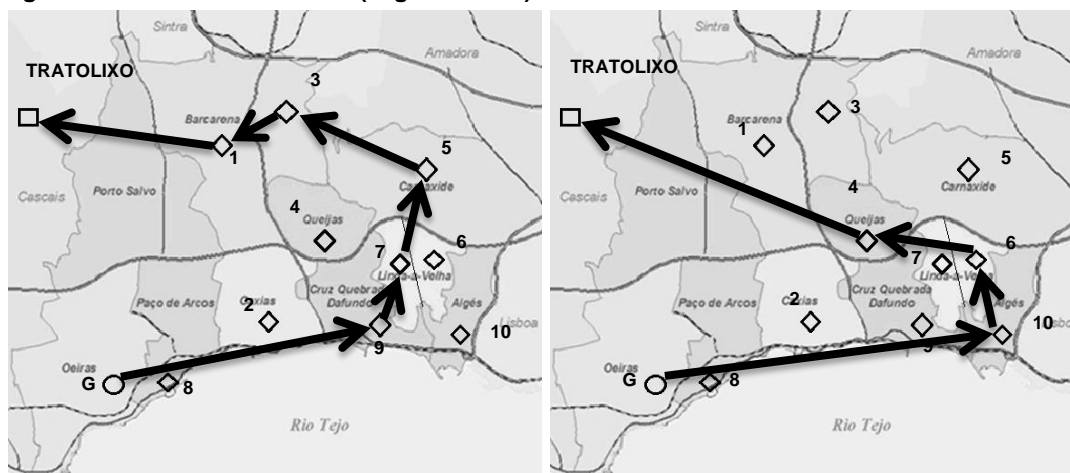 Sintra
Amadora
TRATOLIXO
3
Barcarena
1
5
Carnaxide
Cascais
Porto Salvo
4
Queijas
6
7
Linda-a-Velha
Cruz Quebrada
Dafundo
Paço de Arcos
Caxias
2
Algés
9
10
Lisboa
Oeiras
G
8
Rio Tejo
Sintra
Amadora
TRATOLIXO
3
Barcarena
1
5
Carnaxide
Cascais
Porto Salvo
4
Queijas
6
7
Linda-a-Velha
Cruz Quebrada
Dafundo
Paço de Arcos
Caxias
2
Algés
10
Lisboa
Oeiras
G
8
Rio Tejo